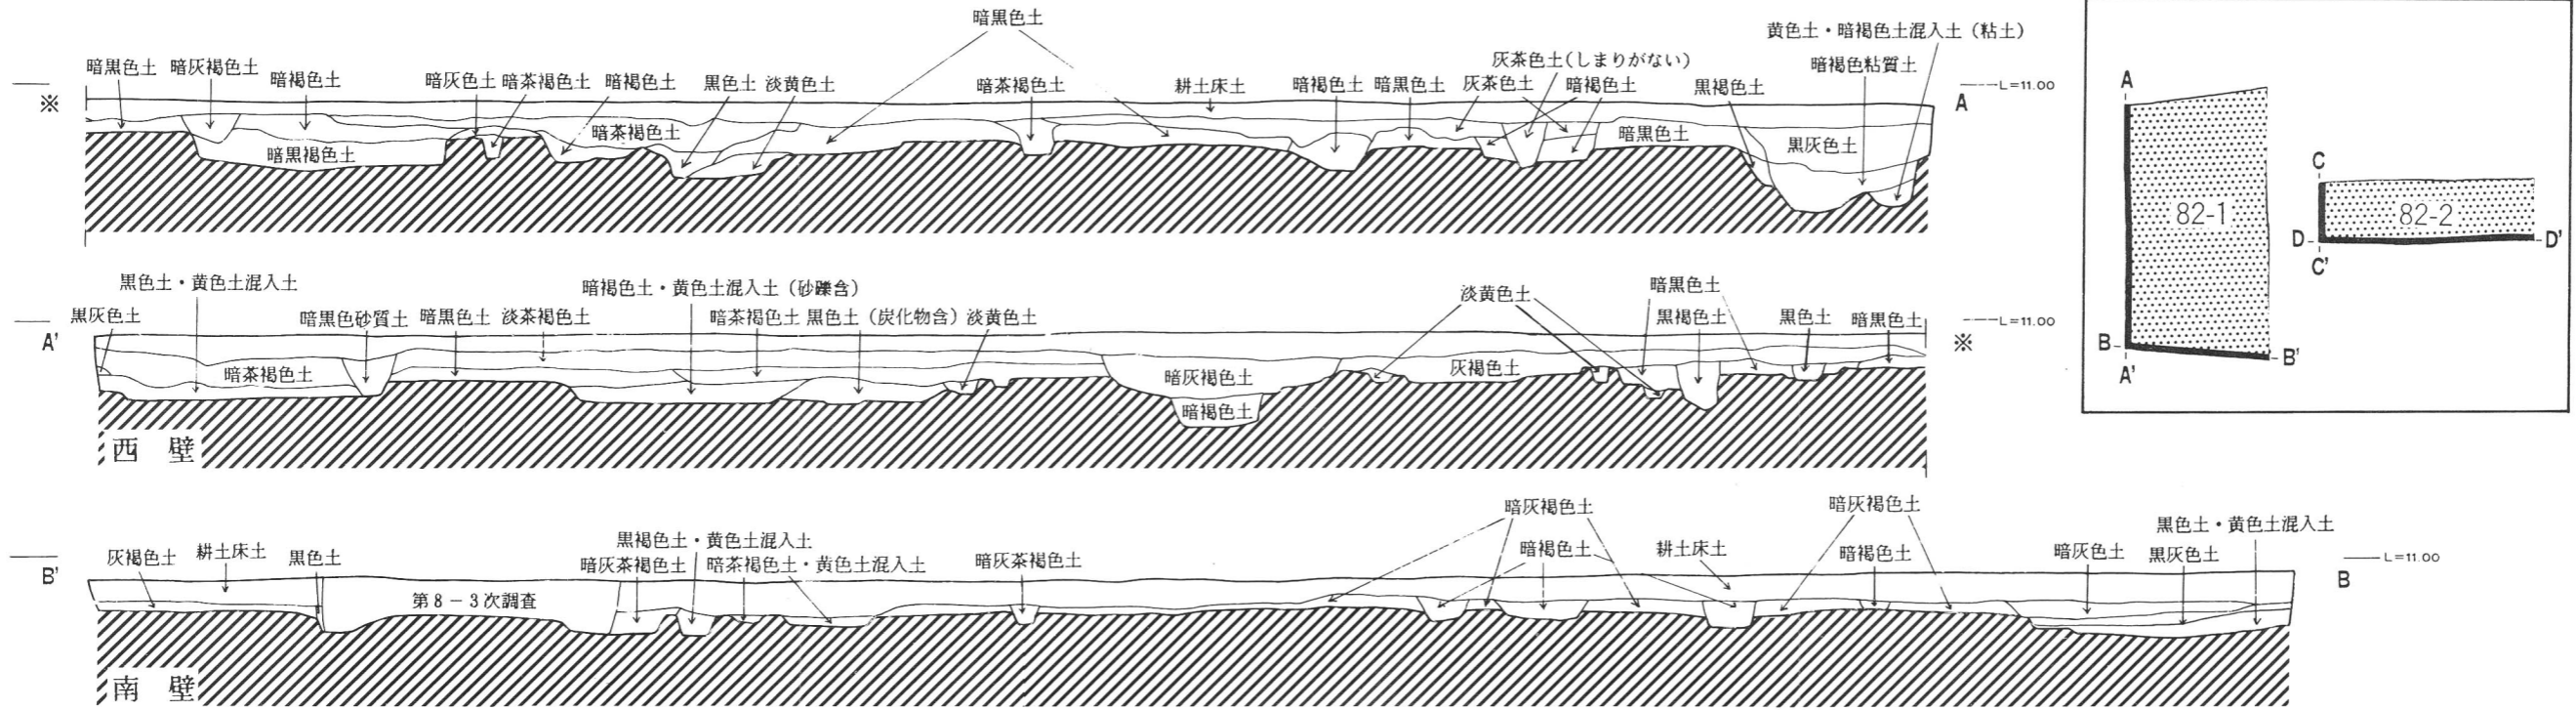 暗黒色土
黄色土・暗褐色土混入土（粘土）
灰茶色土(しまりがない)
暗褐色粘質土
暗黒色土 暗灰褐色土 暗褐色土 暗灰色土 暗茶褐色土 暗褐色土 黒色土 淡黄色土 暗茶褐色土 耕土床土 暗褐色土 暗黒色土 灰茶色土 暗褐色土 黒褐色土
※ A L=11.00
暗茶褐色土 暗黒色土 黒灰色土
暗黒褐色土
黒色土・黄色土混入土 暗褐色土・黄色土混入土（砂礫含） 淡黄色土 暗黒色土
黒灰色土 暗黒色砂質土 暗黒色土 淡茶褐色土 暗茶褐色土 黒色土（炭化物含）淡黄色土 黒褐色土 黒色土 暗黒色土
A' ※ L=11.00
暗茶褐色土 暗灰褐色土 灰褐色土
暗褐色土
西 壁
暗灰褐色土 暗灰褐色土
黒褐色土・黄色土混入土 黒色土・黄色土混入土
灰褐色土 耕土床土 黒色土 暗灰茶褐色土 暗茶褐色土・黄色土混入土 暗灰茶褐色土 暗褐色土 耕土床土 暗褐色土 暗灰色土 黒灰色土
B' B L=11.00
第8－3次調査
南 壁
A
C
82-1 82-2
D D'
C'
B B'
A'